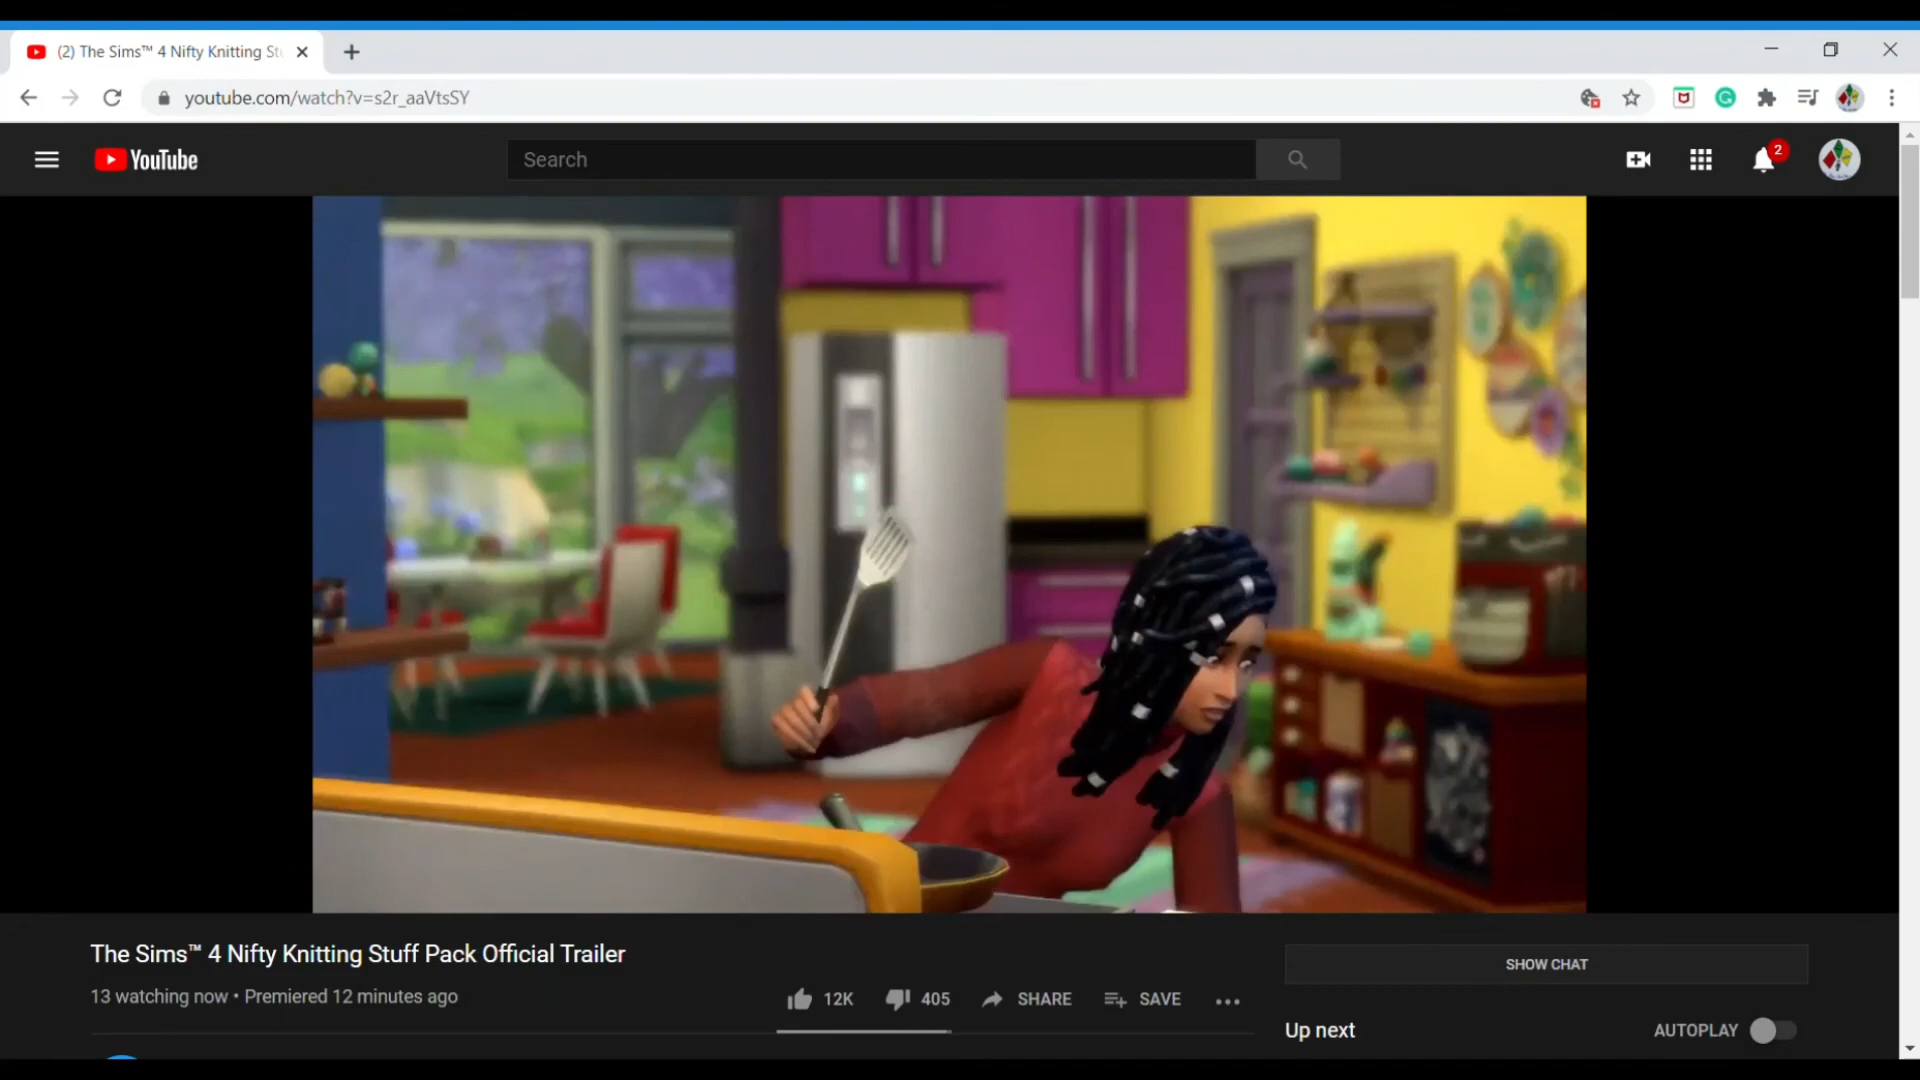 (2) The Sims™ 4 Nifty Knitting St
youtube.com/watch?v=s2r_aaVtsSY
YouTube
Search
2
The Sims™ 4 Nifty Knitting Stuff Pack Official Trailer
13 watching now • Premiered 12 minutes ago
12K
405
SHARE
SAVE
SHOW CHAT
Up next
AUTOPLAY